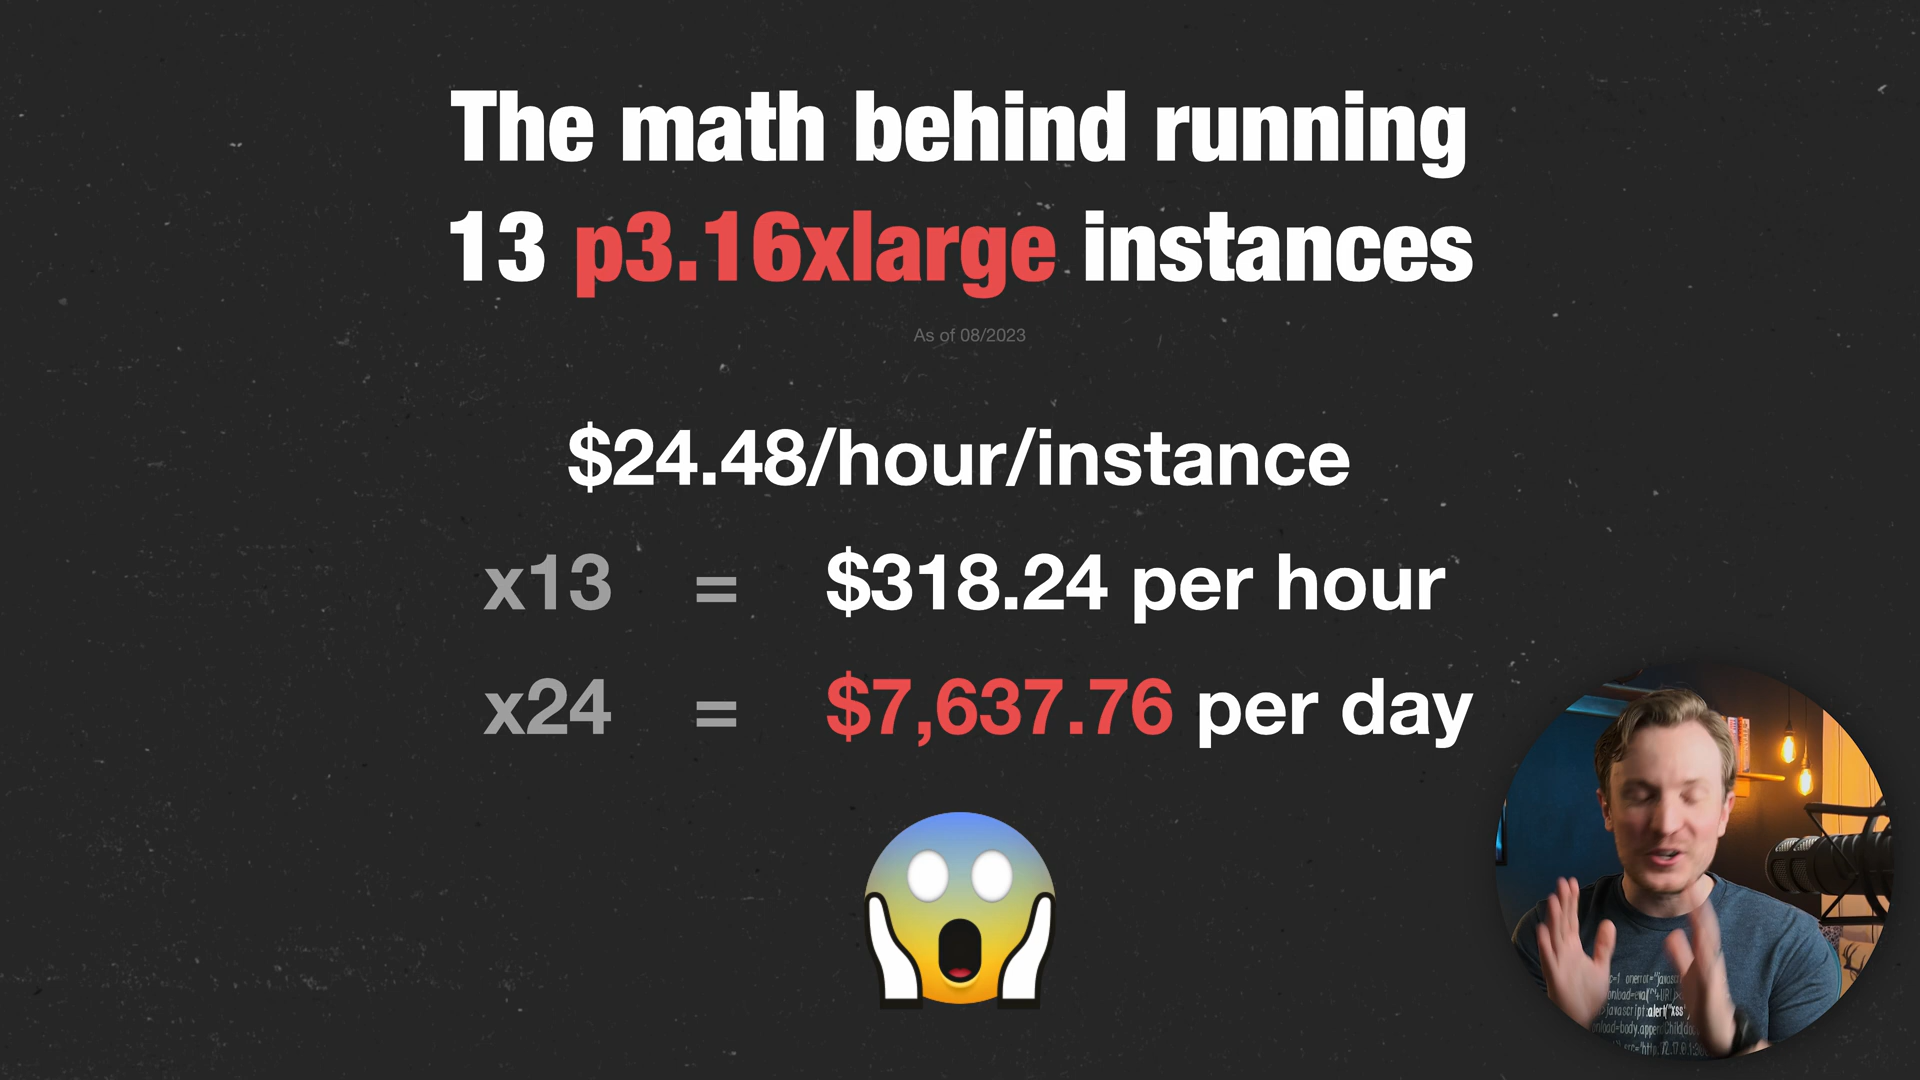 The math behind running
13 p3.16xlarge instances
As of 08/2023
$24.48/hour/instance
x13 = $318.24 per hour
x24 = $7,637.76 per day